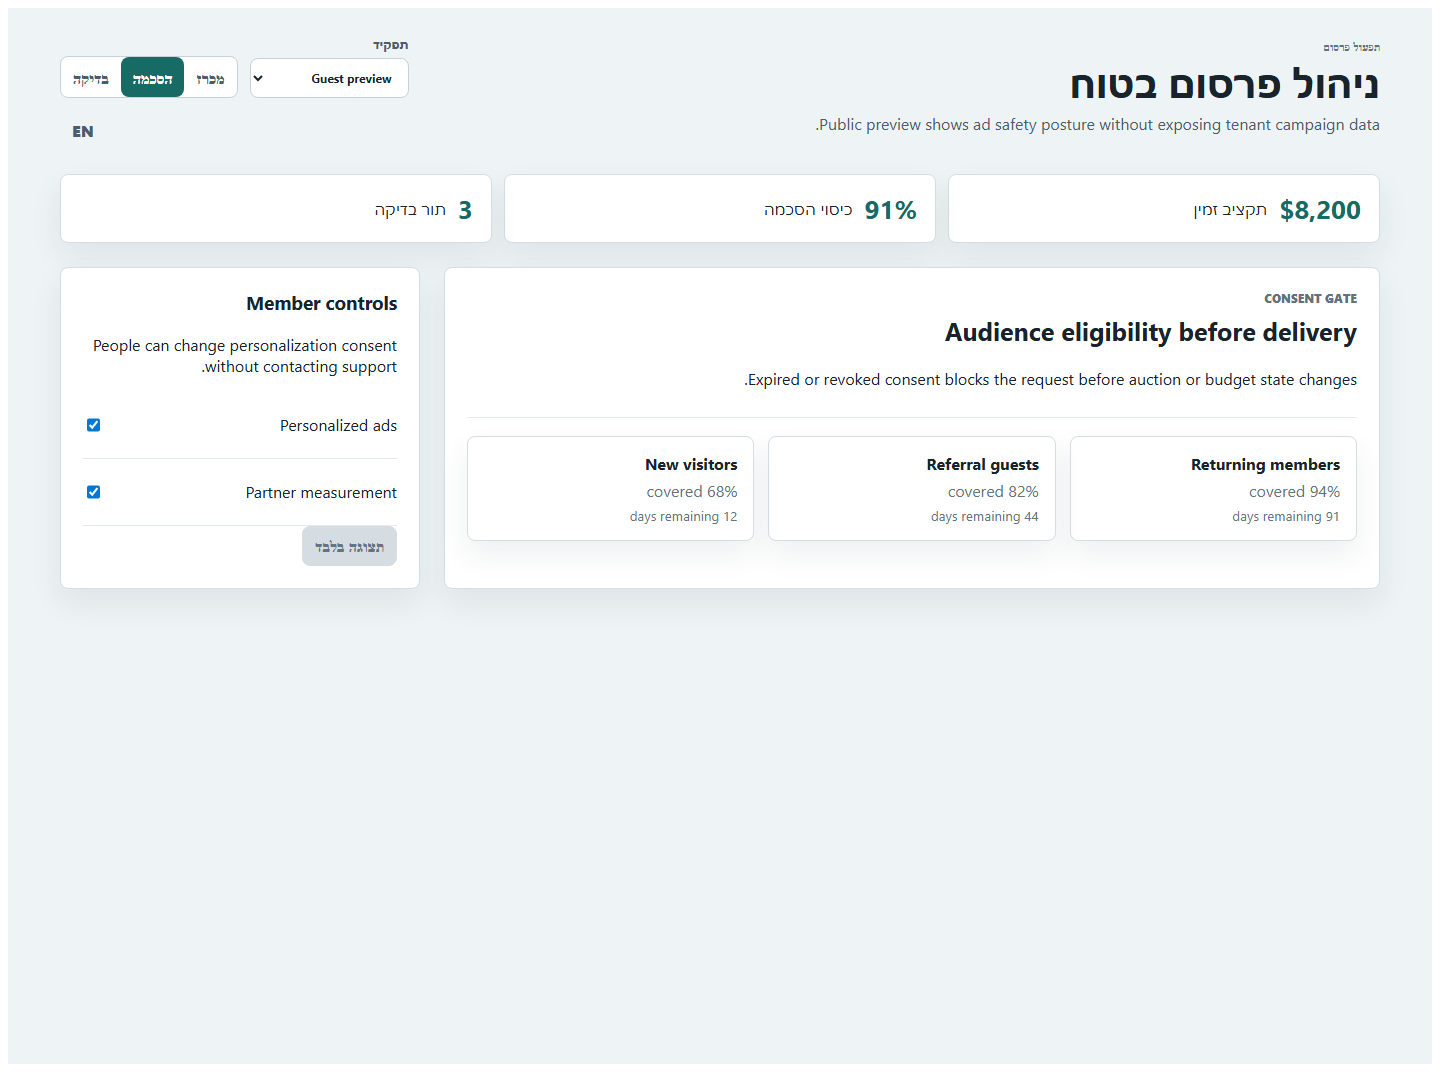 תפעול פרסום
ניהול פרסום בטוח
.Public preview shows ad safety posture without exposing tenant campaign data
תפקיד
Guest preview
מכרז
הסכמה
בדיקה
EN
$8,200 תקציב זמין
91% כיסוי הסכמה
3 תור בדיקה
CONSENT GATE
Audience eligibility before delivery
.Expired or revoked consent blocks the request before auction or budget state changes
Returning members
covered 94%
days remaining 91
Referral guests
covered 82%
days remaining 44
New visitors
covered 68%
days remaining 12
Member controls
People can change personalization consent
.without contacting support
Personalized ads
Partner measurement
תצוגה בלבד